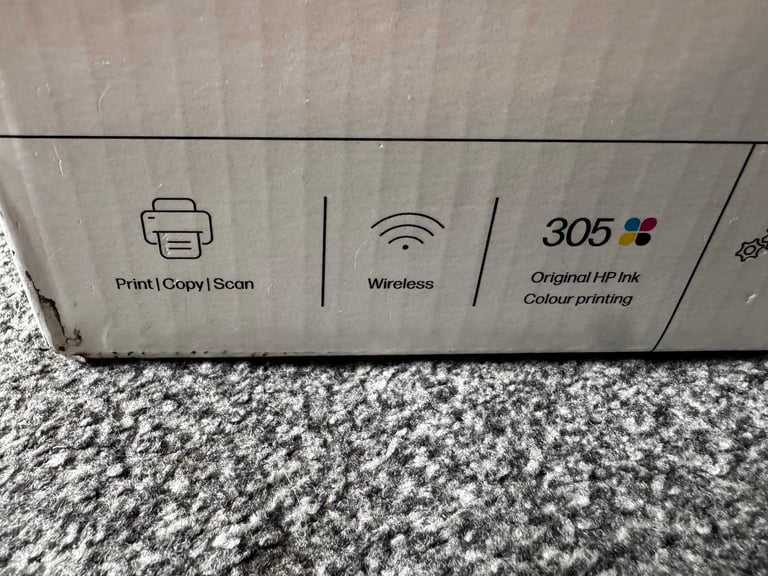 Print|Copy|Scan
Wireless
305
Original HP Ink
Colour printing